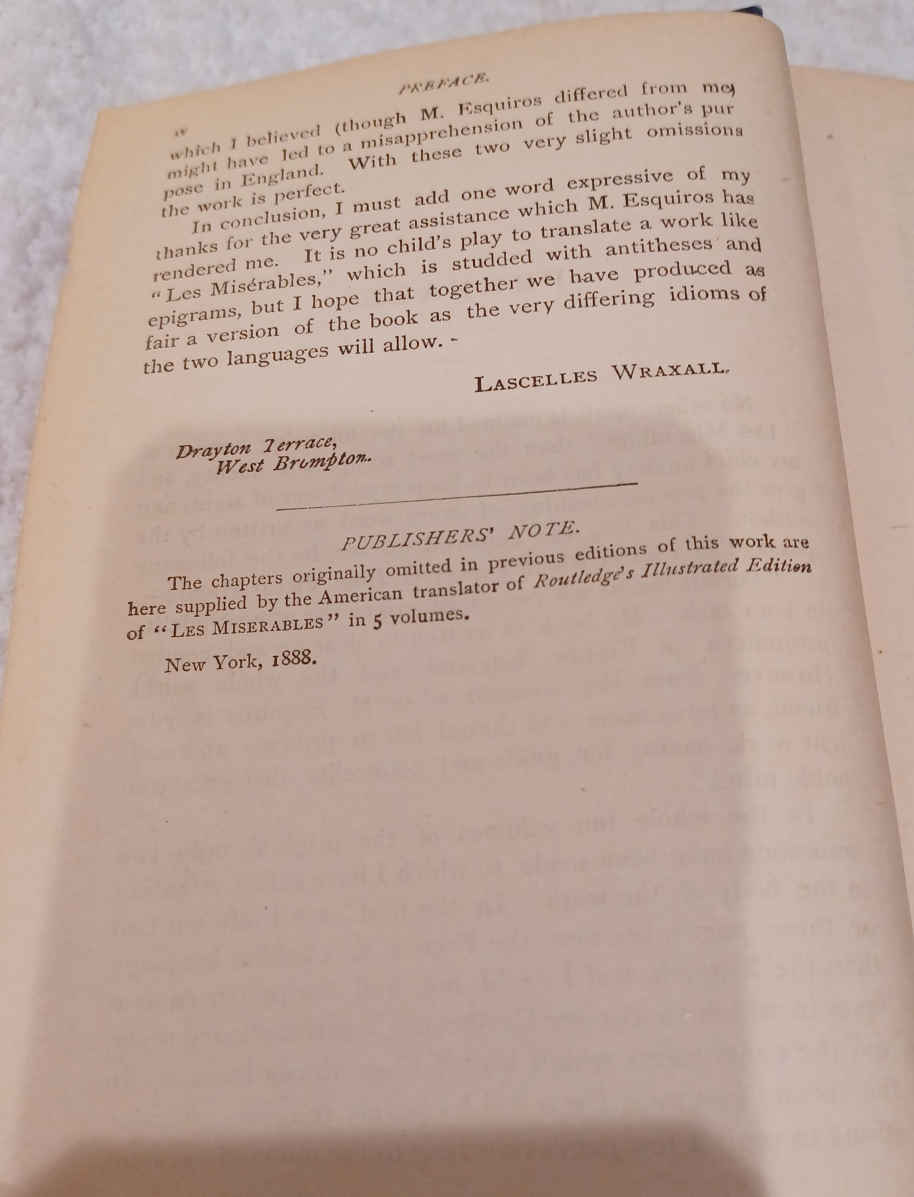 PREFACE.
iv
which I believed (though M. Esquiros differed from me)
might have led to a misapprehension of the author's pur
pose in England. With these two very slight omissions
the work is perfect.
In conclusion, I must add one word expressive of my
thanks for the very great assistance which M. Esquiros has
rendered me. It is no child's play to translate a work like
“Les Misérables,” which is studded with antitheses and
epigrams, but I hope that together we have produced as
fair a version of the book as the very differing idioms of
the two languages will allow. -
LASCELLES WRAXALL.
Drayton Terrace,
West Brompton.
PUBLISHERS' NOTE.
The chapters originally omitted in previous editions of this work are
here supplied by the American translator of Routledge's Illustrated Edition
of “LES MISERABLES” in 5 volumes.
New York, 1888.